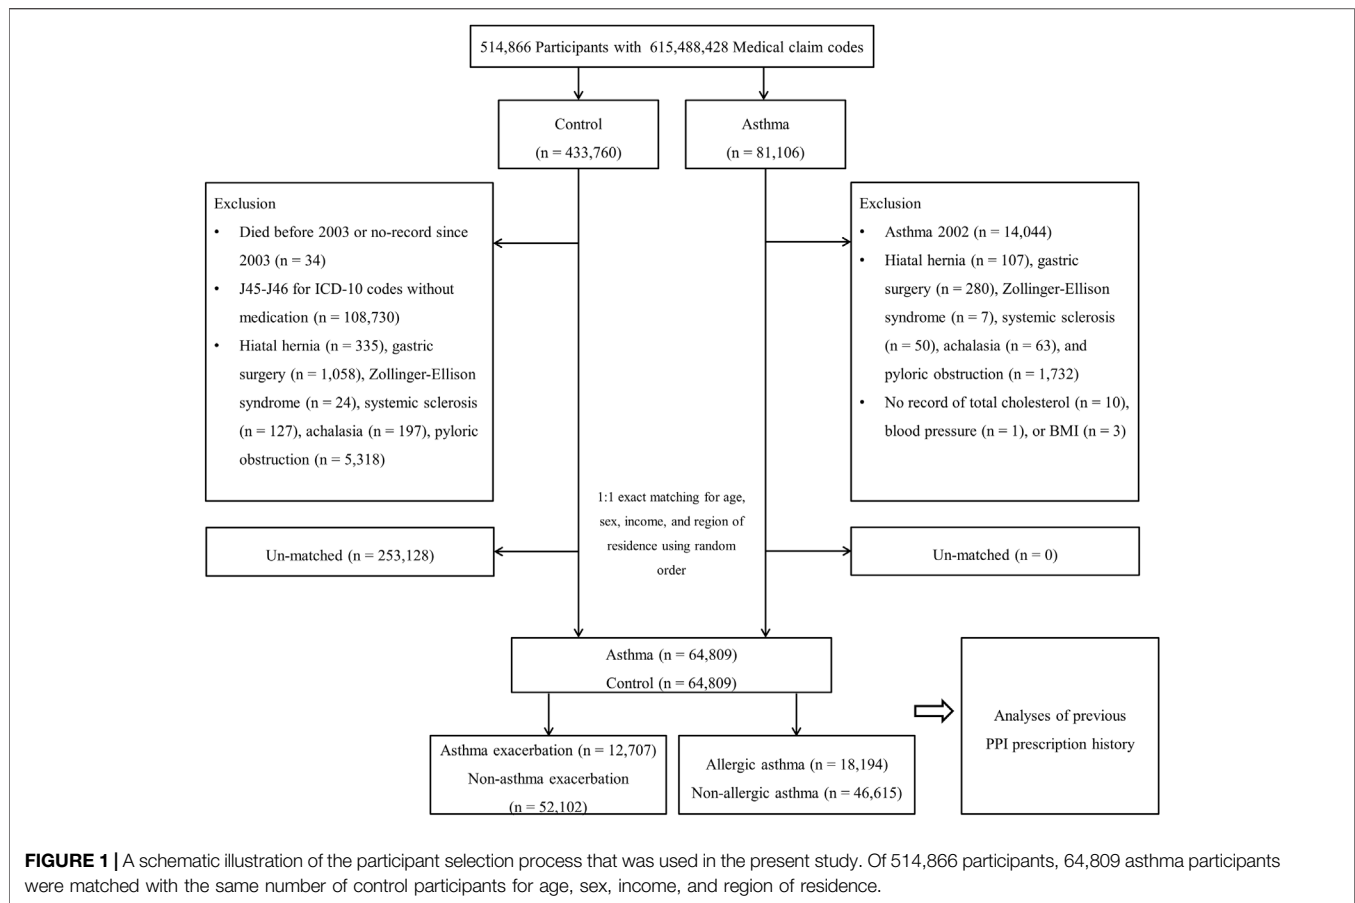 514,866 Participants with 615,488,428 Medical claim codes
Control
(n = 433,760)
Asthma
(n = 81,106)
Exclusion
• Died before 2003 or no-record since
2003 (n = 34)
• J45-J46 for ICD-10 codes without
medication (n = 108,730)
• Hiatal hernia (n = 335), gastric
surgery (n = 1,058), Zollinger-Ellison
syndrome (n = 24), systemic sclerosis
(n = 127), achalasia (n = 197), pyloric
obstruction (n = 5,318)
Exclusion
• Asthma 2002 (n = 14,044)
• Hiatal hernia (n = 107), gastric
surgery (n = 280), Zollinger-Ellison
syndrome (n = 7), systemic sclerosis
(n = 50), achalasia (n = 63), and
pyloric obstruction (n = 1,732)
• No record of total cholesterol (n = 10),
blood pressure (n = 1), or BMI (n = 3)
1:1 exact matching for age,
sex, income, and region of
residence using random
order
Un-matched (n = 253,128)
Un-matched (n = 0)
Asthma (n = 64,809)
Control (n = 64,809)
Asthma exacerbation (n = 12,707)
Non-asthma exacerbation
(n = 52,102)
Allergic asthma (n = 18,194)
Non-allergic asthma (n = 46,615)
Analyses of previous
PPI prescription history
FIGURE 1 | A schematic illustration of the participant selection process that was used in the present study. Of 514,866 participants, 64,809 asthma participants
were matched with the same number of control participants for age, sex, income, and region of residence.